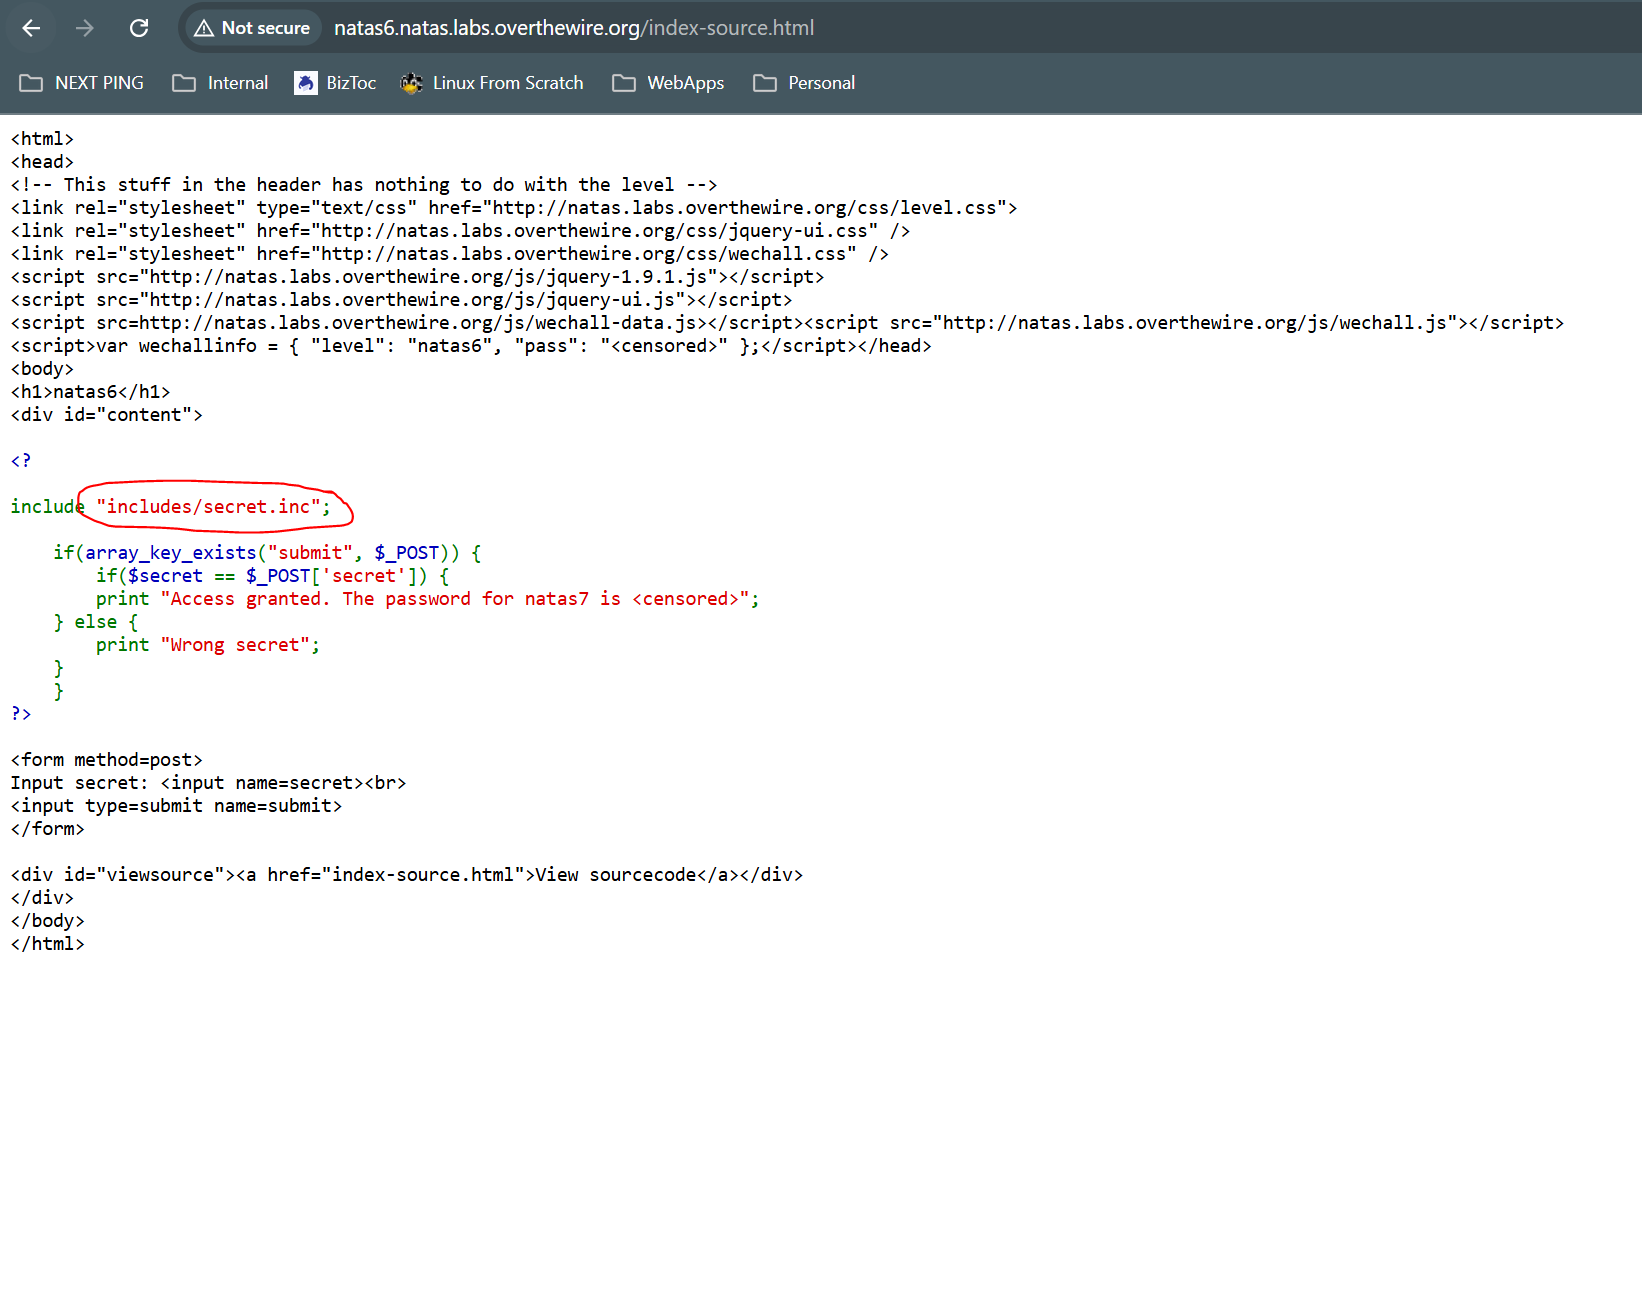 Not secure natas6.natas.labs.overthewire.org/index-source.html
NEXT PING Internal BizToc Linux From Scratch WebApps Personal
<html>
<head>
<!-- This stuff in the header has nothing to do with the level -->
<link rel="stylesheet" type="text/css" href="http://natas.labs.overthewire.org/css/level.css">
<link rel="stylesheet" href="http://natas.labs.overthewire.org/css/jquery-ui.css" />
<link rel="stylesheet" href="http://natas.labs.overthewire.org/css/wechall.css" />
<script src="http://natas.labs.overthewire.org/js/jquery-1.9.1.js"></script>
<script src="http://natas.labs.overthewire.org/js/jquery-ui.js"></script>
<script src=http://natas.labs.overthewire.org/js/wechall-data.js></script><script src="http://natas.labs.overthewire.org/js/wechall.js"></script>
<script>var wechallinfo = { "level": "natas6", "pass": "<censored>" };</script></head>
<body>
<h1>natas6</h1>
<div id="content">
<?
include "includes/secret.inc";
if(array_key_exists("submit", $_POST)) {
if($secret == $_POST['secret']) {
print "Access granted. The password for natas7 is <censored>";
} else {
print "Wrong secret";
}
}
?>
<form method=post>
Input secret: <input name=secret><br>
<input type=submit name=submit>
</form>
<div id="viewsource"><a href="index-source.html">View sourcecode</a></div>
</div>
</body>
</html>